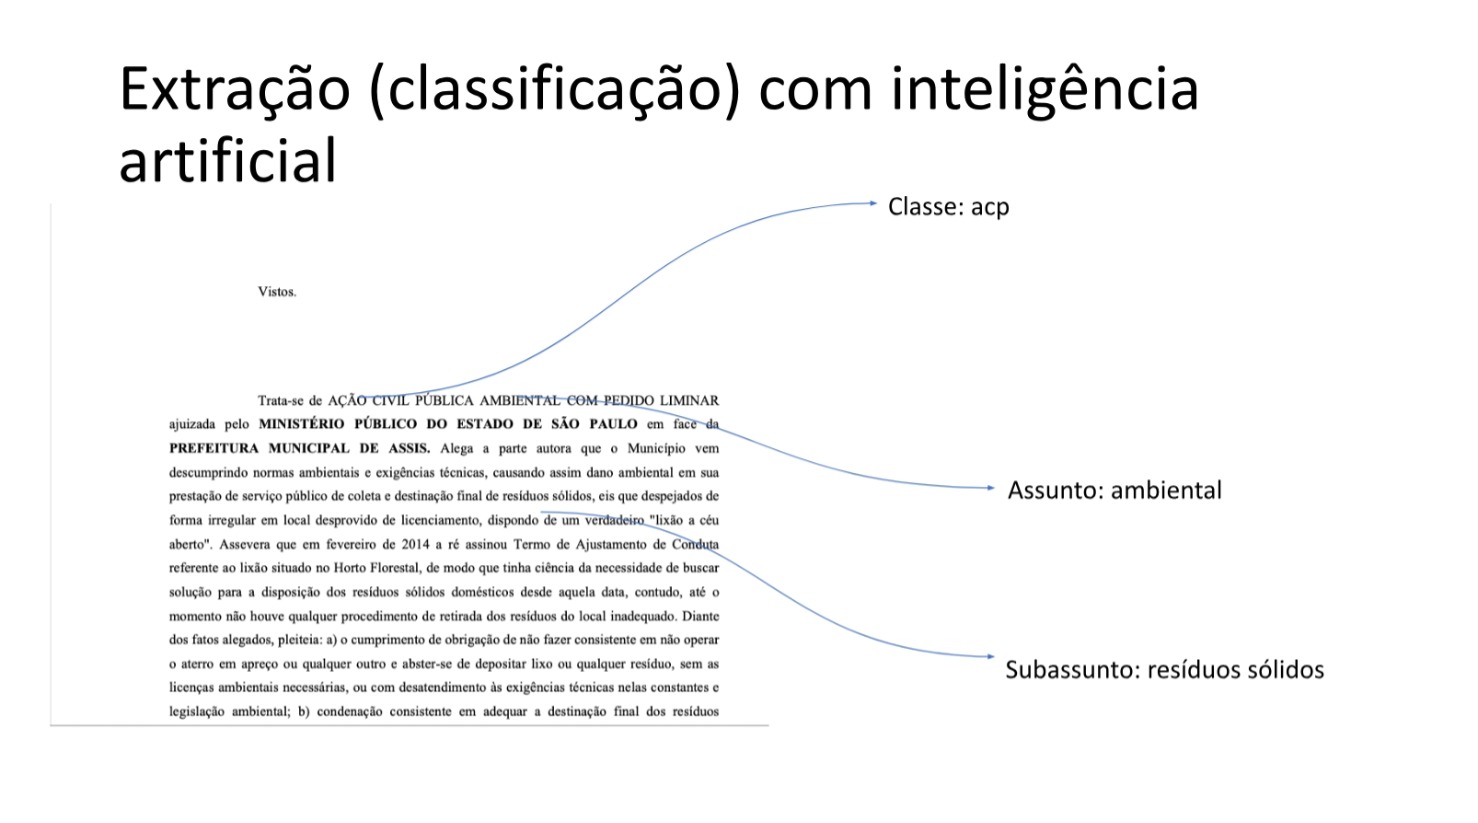 Extração (classificação) com inteligência
artificial
Classe: acp
Vistos.
Trata-se de AÇÃO CIVIL PÚBLICA AMBIENTAL COM PEDIDO LIMINAR
ajuizada pelo MINISTÉRIO PÚBLICO DO ESTADO DE SÃO PAULO em face da
PREFEITURA MUNICIPAL DE ASSIS. Alega a parte autora que o Município vem
descumprindo normas ambientais e exigências técnicas, causando assim dano ambiental em sua
prestação de serviço público de coleta e destinação final de resíduos sólidos, eis que despejados de
forma irregular em local desprovido de licenciamento, dispondo de um verdadeiro "lixão a céu
aberto". Assevera que em fevereiro de 2014 a ré assinou Termo de Ajustamento de Conduta
referente ao lixão situado no Horto Florestal, de modo que tinha ciência da necessidade de buscar
solução para a disposição dos resíduos sólidos domésticos desde aquela data, contudo, até o
momento não houve qualquer procedimento de retirada dos resíduos do local inadequado. Diante
dos fatos alegados, pleiteia: a) o cumprimento de obrigação de não fazer consistente em não operar
o aterro em apreço ou qualquer outro e abster-se de depositar lixo ou qualquer resíduo, sem as
licenças ambientais necessárias, ou com desatendimento às exigências técnicas nelas constantes e
legislação ambiental; b) condenação consistente em adequar a destinação final dos resíduos
Assunto: ambiental
Subassunto: resíduos sólidos